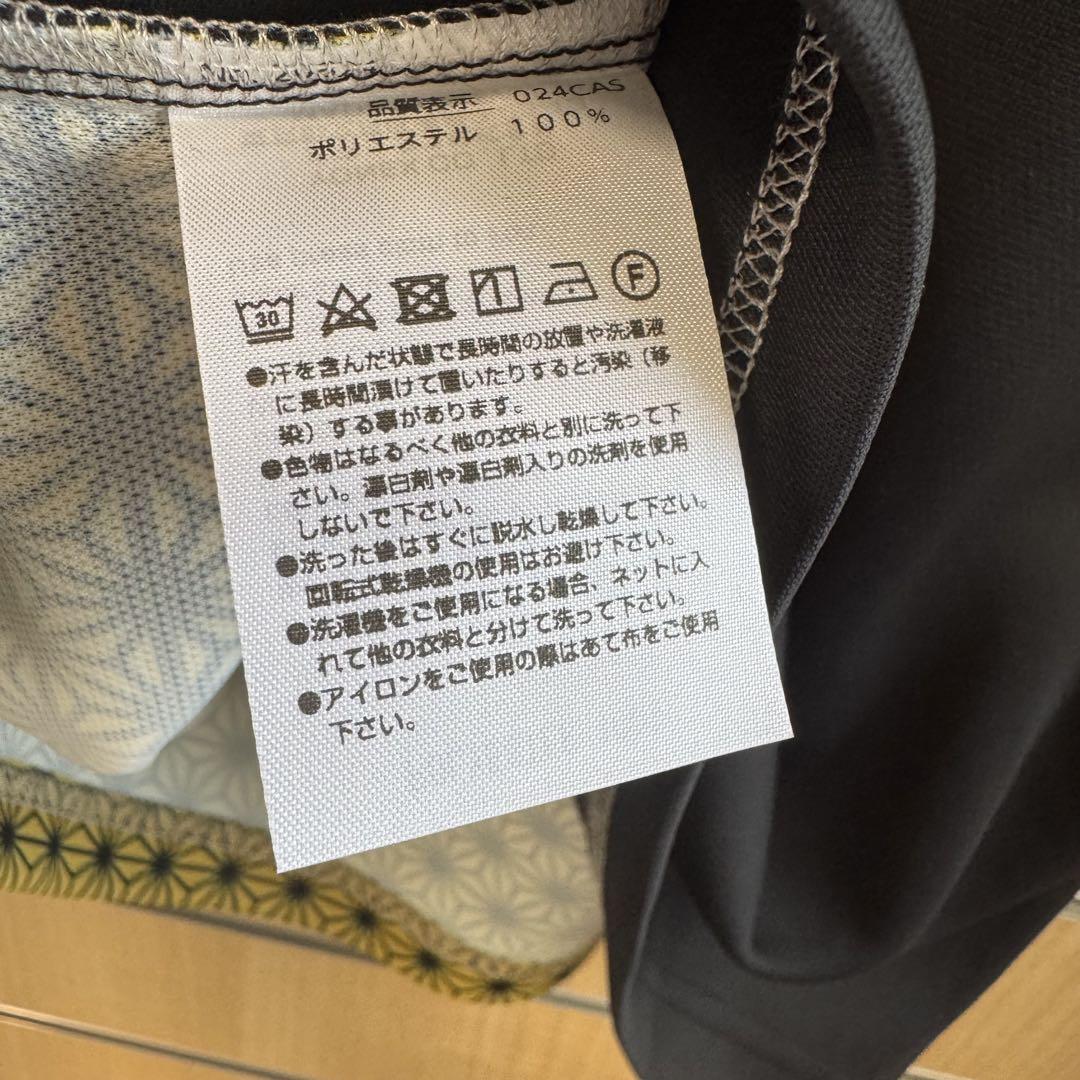 品質表示 024CAS
ポリエステル 100%
30 F
●汗を含んだ状態で長時間の放置や洗濯液
に長時間漬けて置いたりすると汚染(移
染)する事があります。
●色物はなるべく他の衣料と別に洗って下
さい。漂白剤や漂白剤入りの洗剤を使用
しないで下さい。
●洗った後はすぐに脱水し乾燥して下さい。
回転式乾燥機の使用はお避け下さい。
●洗濯機をご使用になる場合、ネットに入
れて他の衣料と分けて洗って下さい。
●アイロンをご使用の際はあて布をご使用
下さい。